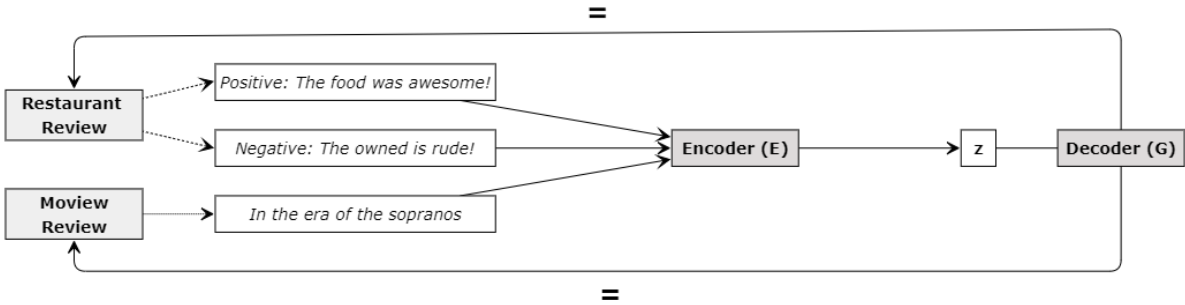 =
Positive: The food was awesome!
Restaurant
Review
Negative: The owned is rude!
Encoder (E)
z
Decoder (G)
Moview
Review
In the era of the sopranos
=